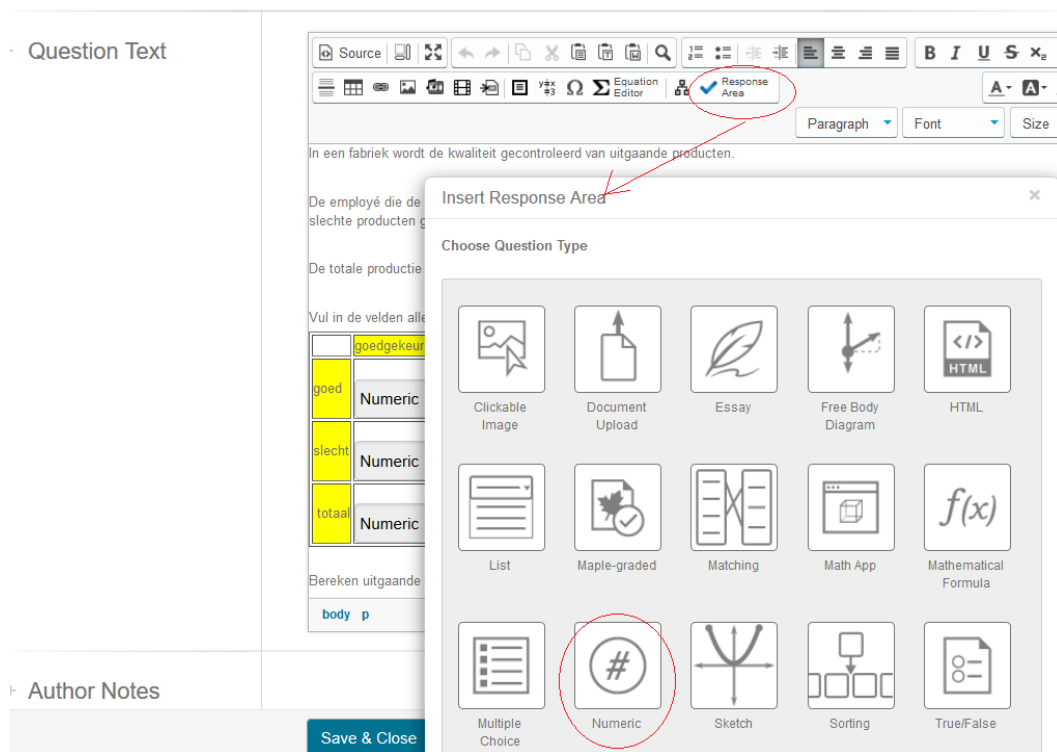 Question Text
Source
Equation Editor
Response Area
B I U S x₂
A A
Paragraph Font Size
In een fabriek wordt de kwaliteit gecontroleerd van uitgaande producten.
De employé die de
slechte producten
De totale productie
Vul in de velden alle
goedgekeur
goed Numeric
slecht Numeric
totaal Numeric
Bereken uitgaande
body p
Insert Response Area ×
Choose Question Type
Clickable Image
Document Upload
Essay
Free Body Diagram
HTML
HTML
List
Maple-graded
Matching
Math App
f(x)
Mathematical Formula
Multiple Choice
#
Numeric
Sketch
Sorting
True/False
Author Notes
Save & Close